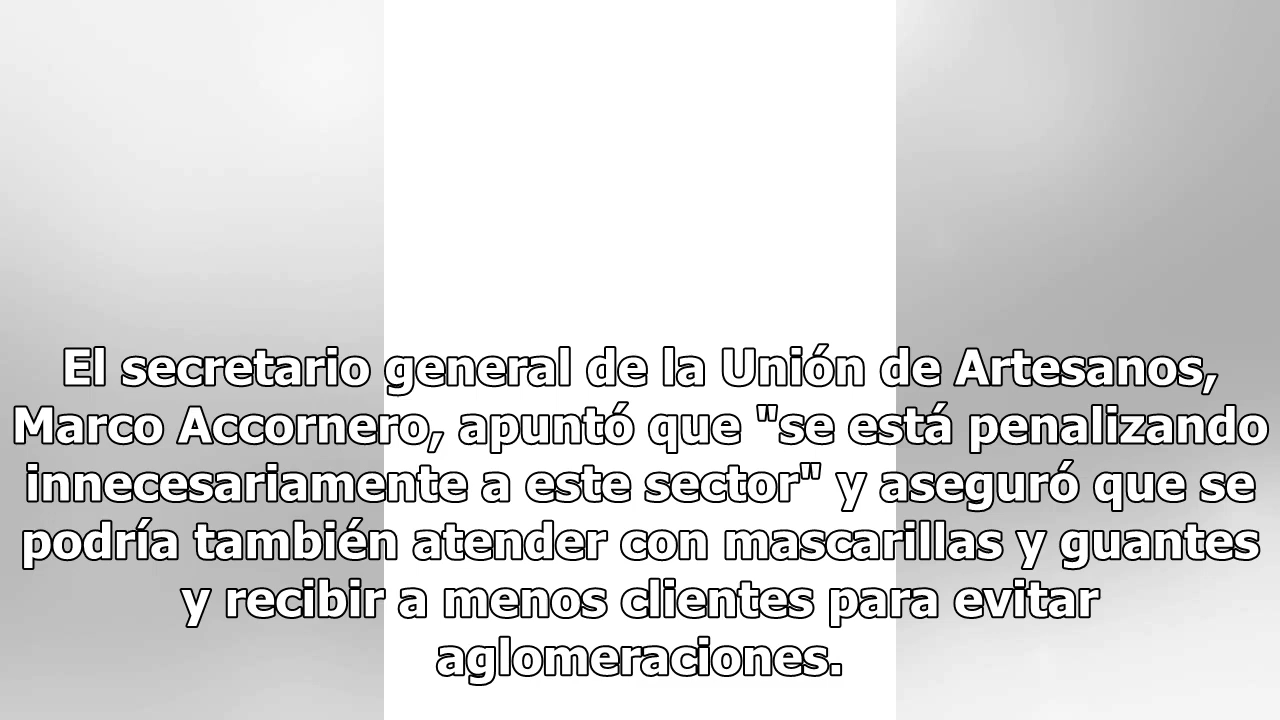 El secretario general de la Unión de Artesanos,
Marco Accornero, apuntó que "se está penalizando
innecesariamente a este sector" y aseguró que se
podría también atender con mascarillas y guantes
y recibir a menos clientes para evitar
aglomeraciones.